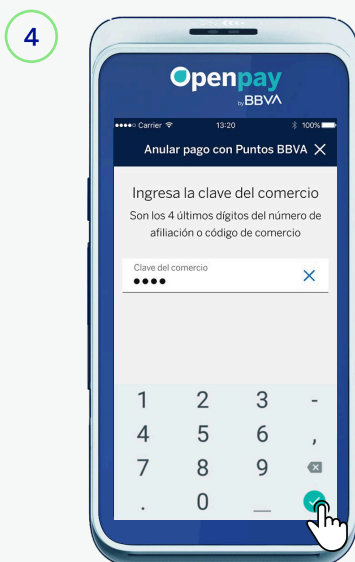 4
Openpay
by BBVA
Carrier 13:20 100%
Anular pago con Puntos BBVA X
Ingresa la clave del comercio
Son los 4 últimos dígitos del número de
afiliación o código de comercio
Clave del comercio
••••
1 2 3 -
4 5 6 ,
7 8 9
. 0 _